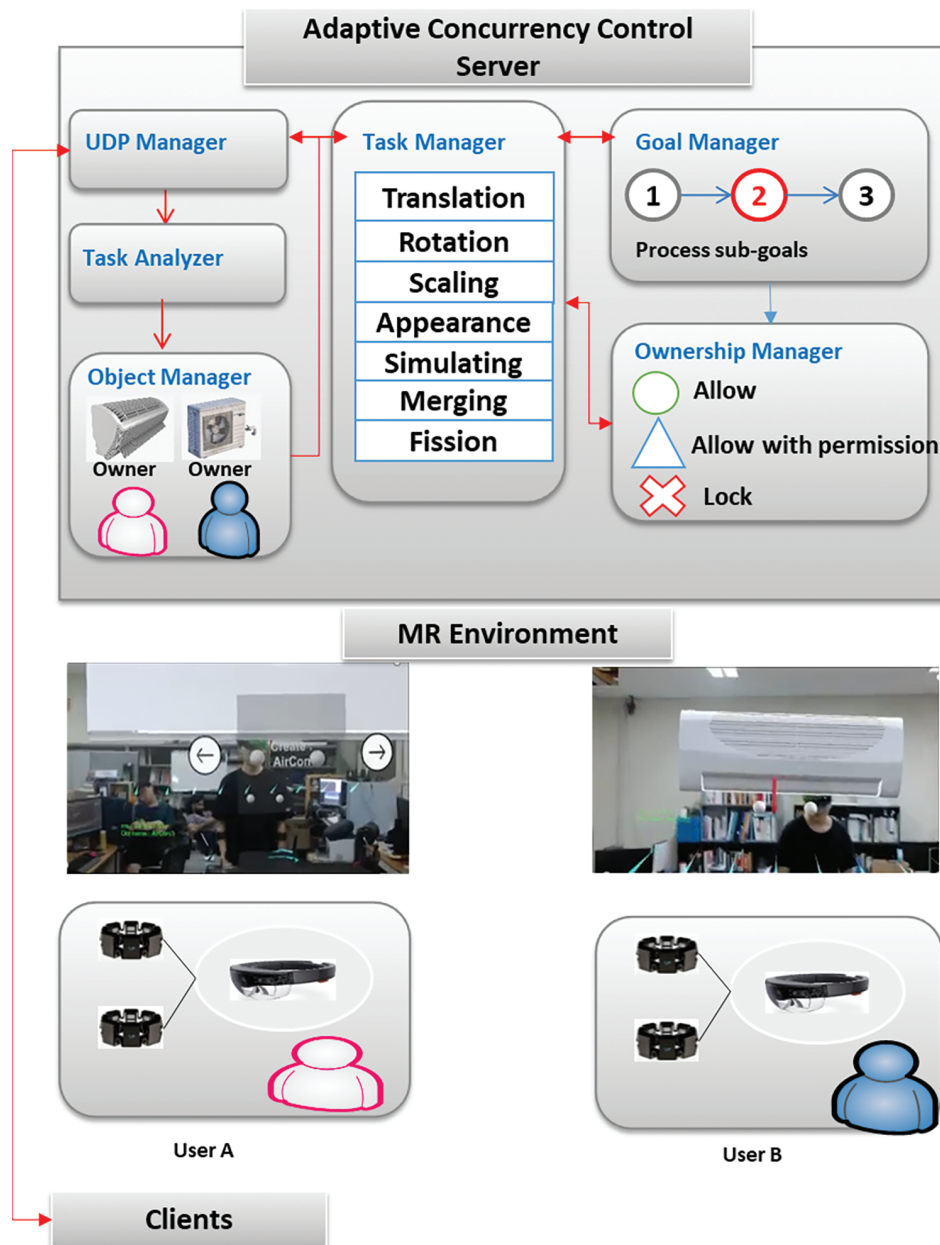 Adaptive Concurrency Control
Server
UDP Manager
Task Analyzer
Object Manager
Owner
Owner
Task Manager
Translation
Rotation
Scaling
Appearance
Simulating
Merging
Fission
Goal Manager
1
2
3
Process sub-goals
Ownership Manager
Allow
Allow with permission
Lock
MR Environment
Create
AirCon
User A
User B
Clients